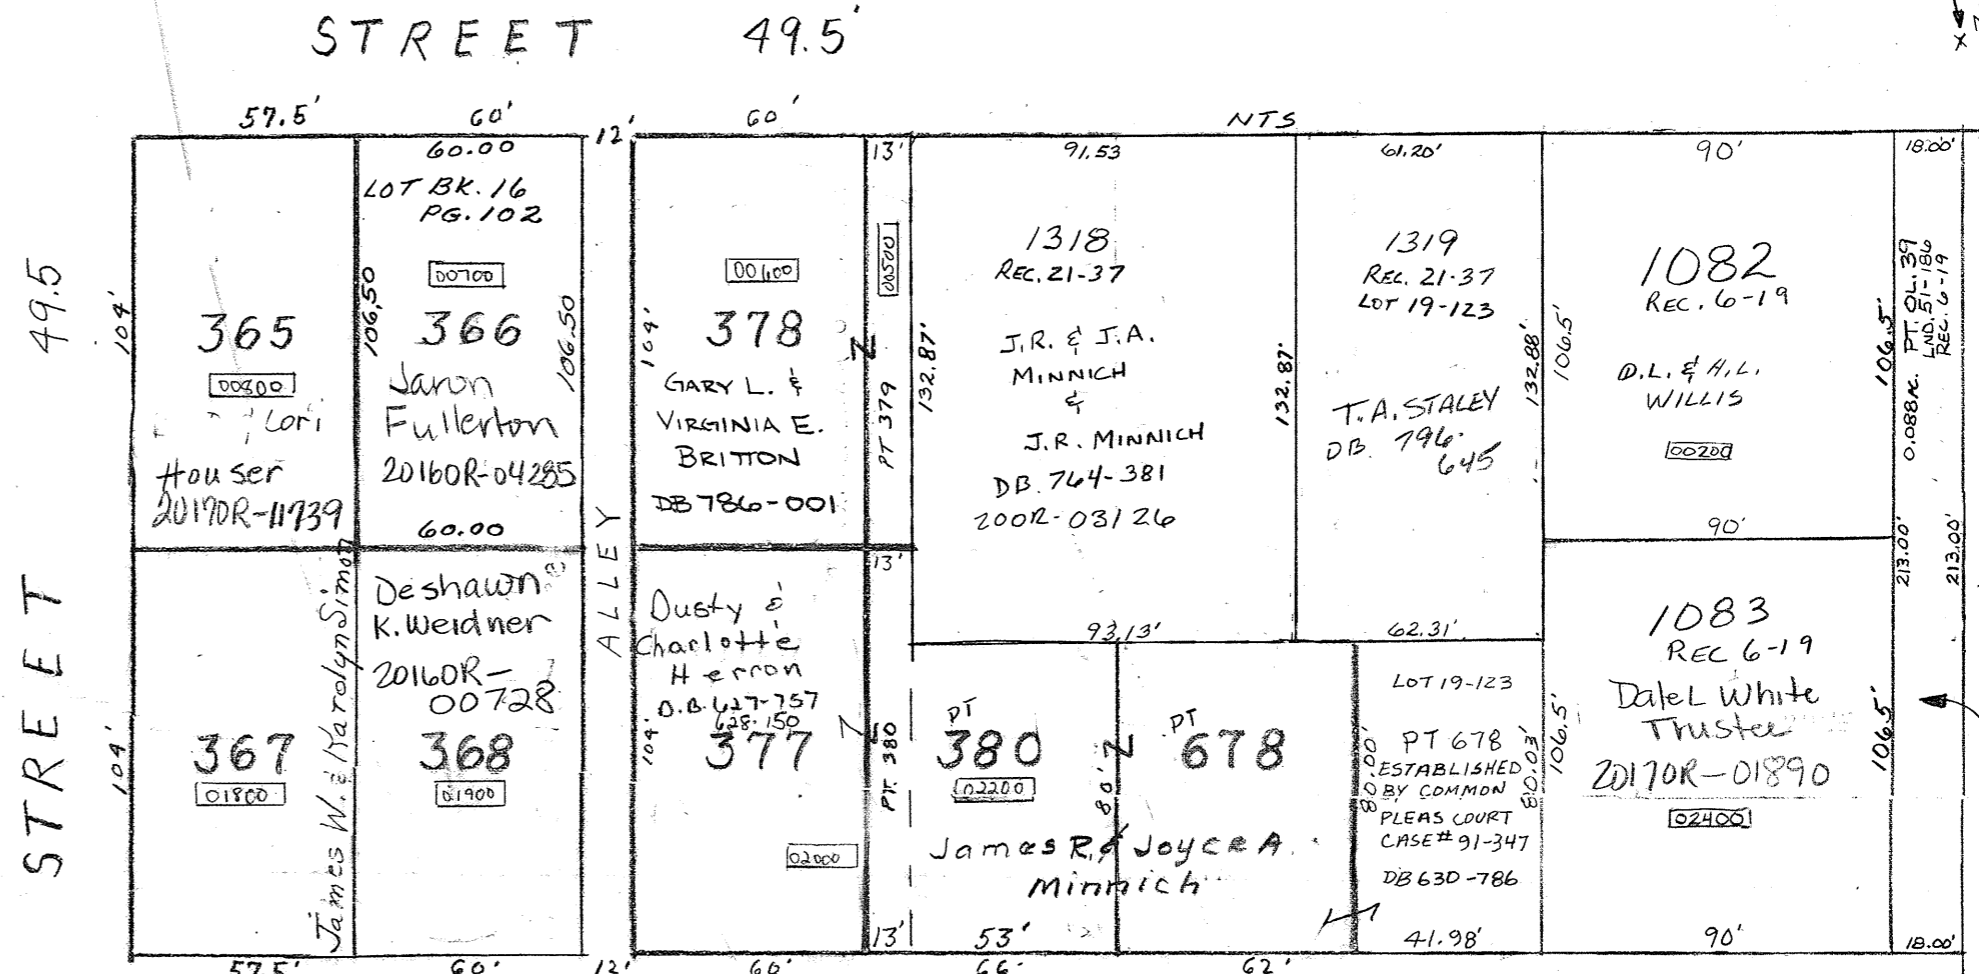 STREET 49.5'
57.5'
60'
12'
60'
NTS
60.00
LOT BK. 16
PG. 102
13'
91.53
61.20'
90'
18.00'
49.5
STREET
104'
365
00800
Lori
Houser
20170R-11739
106.50
00700
366
Jaron
Fullerton
20160R-04285
60.00
106.50
ALLEY
104'
00600
378
GARY L. &
VIRGINIA E.
BRITTON
DB 786-001
00500
Z
PT 379
132.87'
1318
REC. 21-37
J.R. & J.A.
MINNICH
&
J.R. MINNICH
DB. 764-381
200R-03126
93.13'
132.87'
1319
REC. 21-37
LOT 19-123
T.A. STALEY
DB. 796-
645
62.31'
132.88'
106.5'
1082
REC. 6-19
D.L. & H.L.
WILLIS
00200
90'
106.5'
0.088AC. PT. OL. 39
LND. 51-186
REC. 6-19
213.00'
213.00'
104'
367
01800
James W. & Karolyn Simon
Deshawn
K. Weidner
20160R-
00728
368
01900
13'
Dusty &
Charlotte
Herron
D.B. 627-757
628-150
104'
377
02000
Z
PT. 380
PT
380
02200
80'
Z
PT
678
James R. & Joyce A.
Minnich
LOT 19-123
80.00'
PT 678
ESTABLISHED
BY COMMON
PLEAS COURT
CASE# 91-347
DB 630-786
80.03'
106.5'
1083
REC 6-19
Dale L White
Trustee
20170R-01890
02400
106.5'
13'
53'
41.98'
90'
18.00'
57.5'
60'
12'
60'
66'
62'